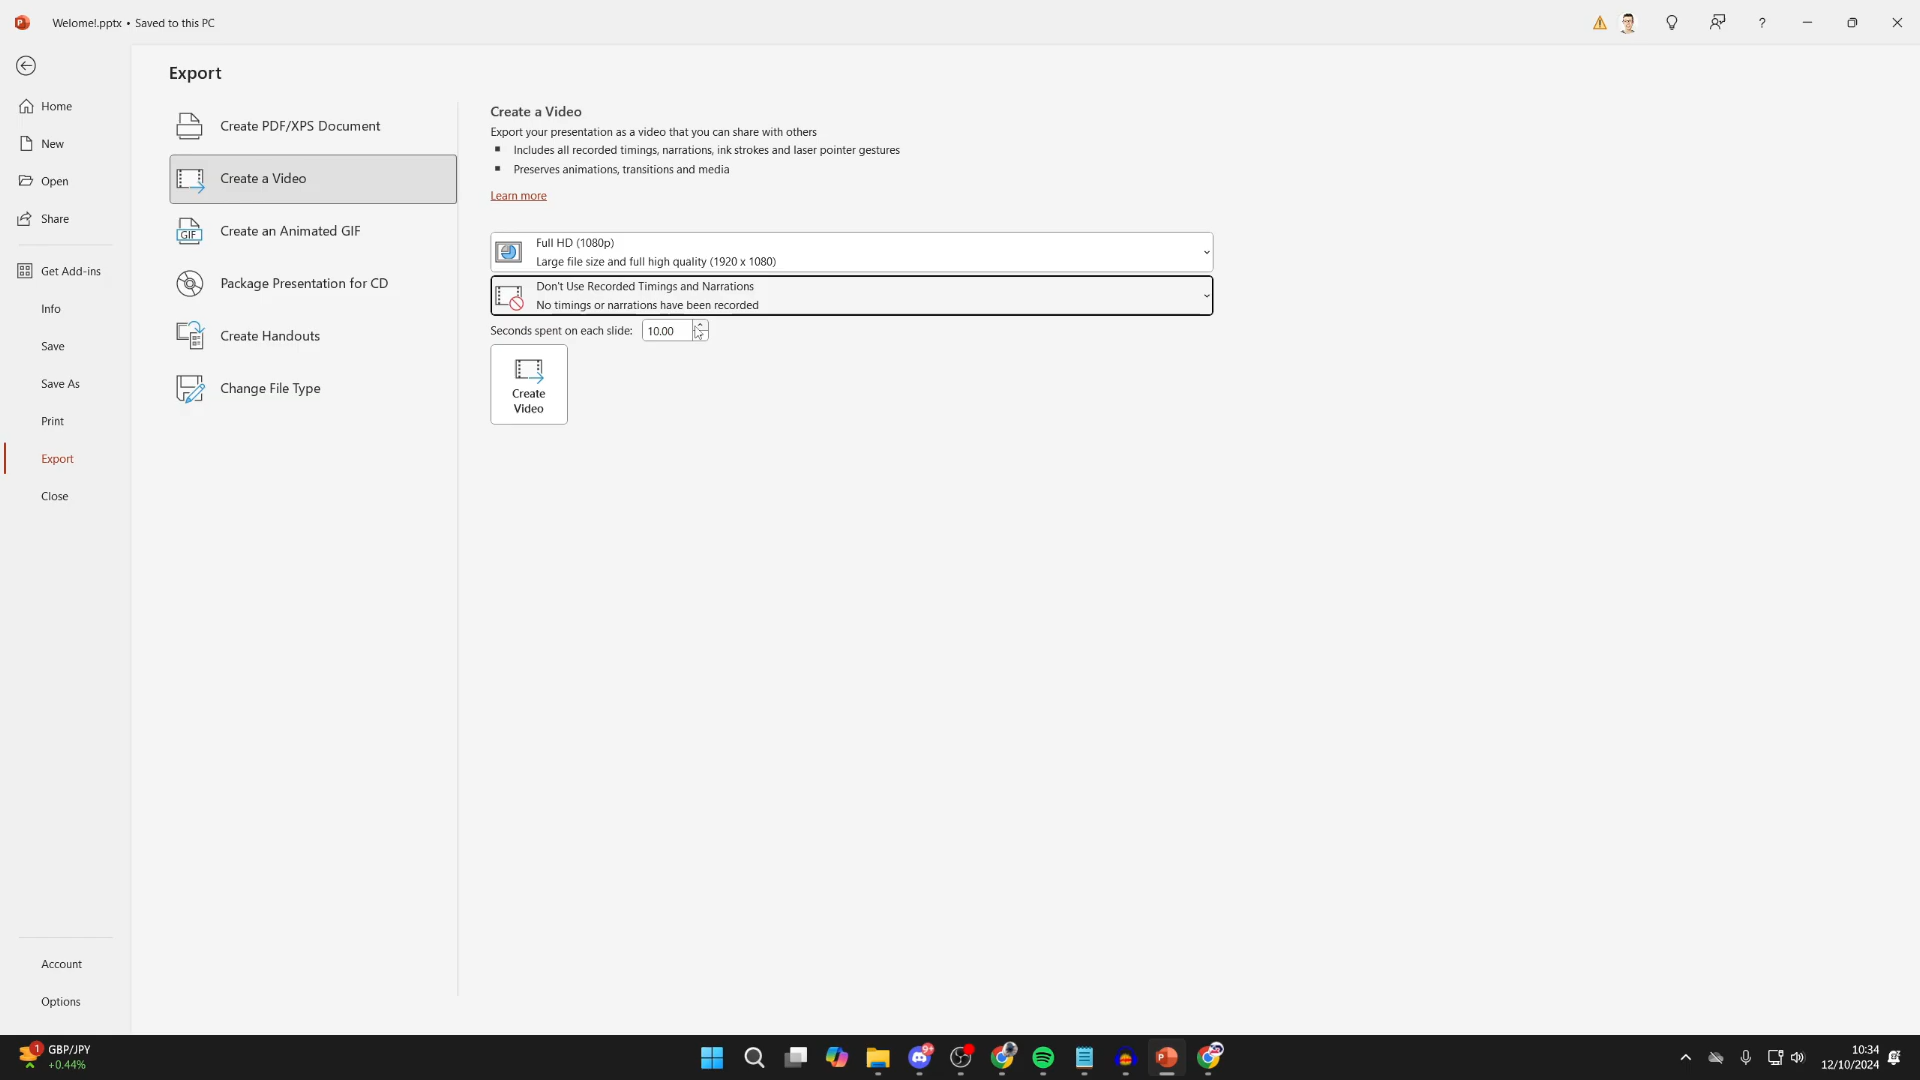 Welome!.pptx • Saved to this PC
?
Export
Home
New
Open
Share
Get Add-ins
Info
Save
Save As
Print
Export
Close
Account
Options
Create PDF/XPS Document
Create a Video
GIF
Create an Animated GIF
Package Presentation for CD
Create Handouts
Change File Type
Create a Video
Export your presentation as a video that you can share with others
▪ Includes all recorded timings, narrations, ink strokes and laser pointer gestures
▪ Preserves animations, transitions and media
Learn more
Full HD (1080p)
Large file size and full high quality (1920 x 1080)
Don't Use Recorded Timings and Narrations
No timings or narrations have been recorded
Seconds spent on each slide: 10.00
Create
Video
1
GBP/JPY
+0.44%
9+
P
10:34
12/10/2024